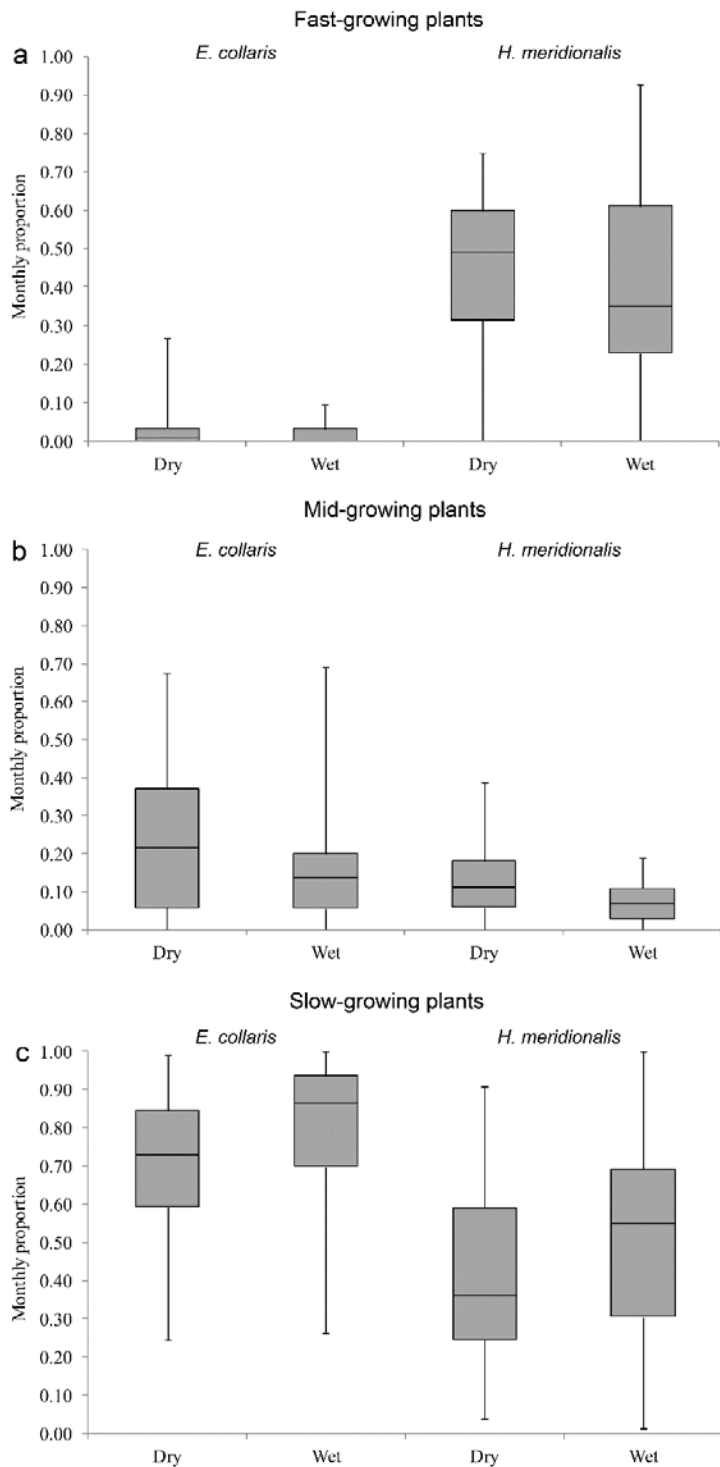 Fast-growing plants
a
E. collaris H. meridionalis
1.00
0.90
0.80
0.70
0.60
0.50
0.40
0.30
0.20
0.10
0.00
Monthly proportion
Dry Wet Dry Wet
Mid-growing plants
b
E. collaris H. meridionalis
1.00
0.90
0.80
0.70
0.60
0.50
0.40
0.30
0.20
0.10
0.00
Monthly proportion
Dry Wet Dry Wet
Slow-growing plants
c
E. collaris H. meridionalis
1.00
0.90
0.80
0.70
0.60
0.50
0.40
0.30
0.20
0.10
0.00
Monthly proportion
Dry Wet Dry Wet